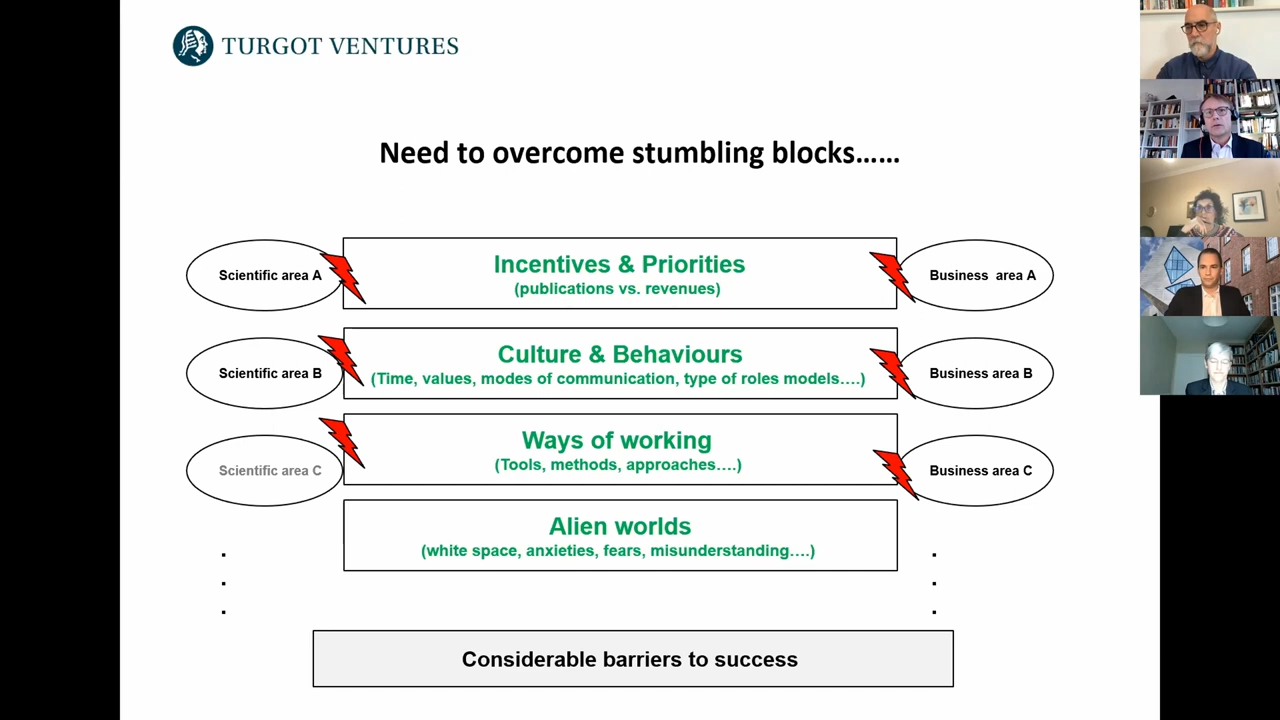 TURGOT VENTURES
Need to overcome stumbling blocks......
Scientific area A
Incentives & Priorities
(publications vs. revenues)
Business area A
Scientific area B
Culture & Behaviours
(Time, values, modes of communication, type of roles models....)
Business area B
Scientific area C
Ways of working
(Tools, methods, approaches....)
Business area C
Alien worlds
(white space, anxieties, fears, misunderstanding....)
.
.
.
.
.
.
Considerable barriers to success